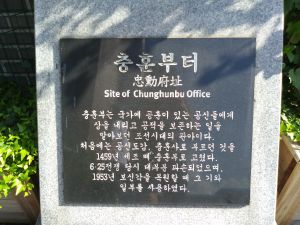 충훈부터
忠勳府址
Site of Chunghunbu Office
충훈부는 국가에 공훈이 있는 공신들에게
상을 내리고 공적을 보존하는 일을
맡아보던 조선시대의 관아이다.
처음에는 공신도감, 충훈사로 부르던 것을
1459년 세조 때 충훈부로 고쳤다.
6·25전쟁 당시 대부분 파손되었으며,
1953년 보신각을 복원할 때 그 기와
일부를 사용하였다.